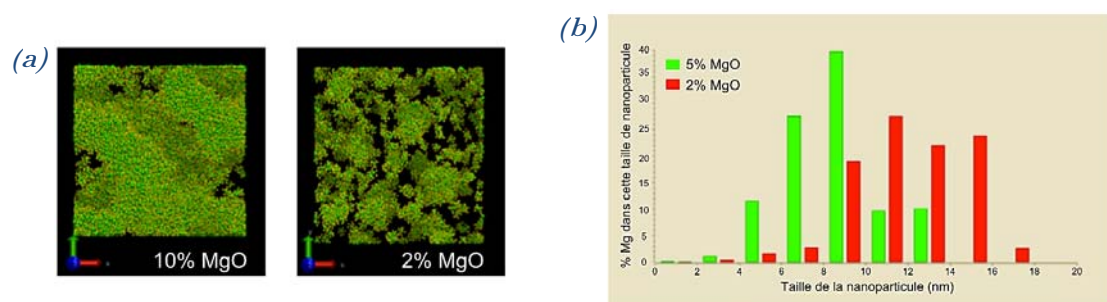 (a)
10% MgO
2% MgO
(b)
% Mg dans cette taille de nanoparticule
40
35
30
25
20
10
5
0
5% MgO
2% MgO
0 2 4 6 8 10 12 14 16 18 20
Taille de la nanoparticule (nm)